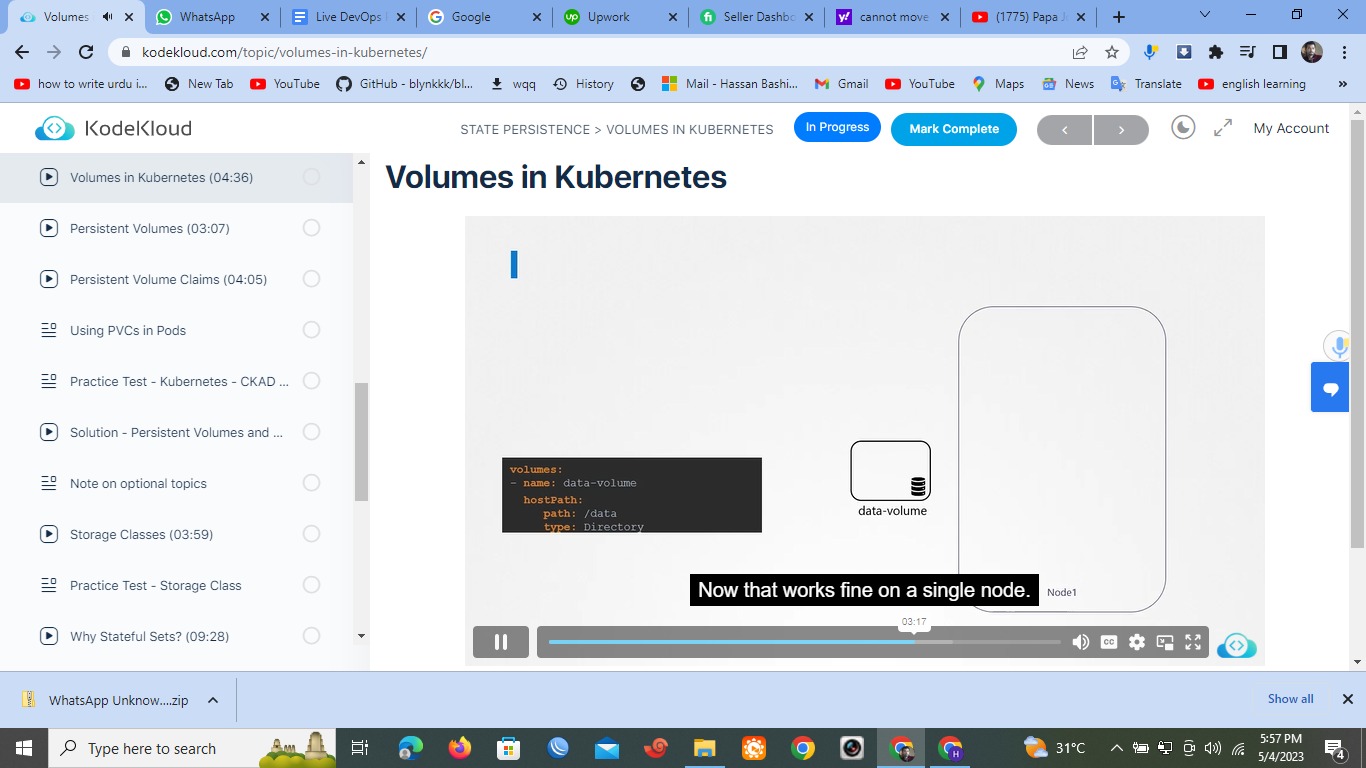 Volumes
WhatsApp
Live DevOps
Google
Upwork
Seller Dashbo
cannot move
(1775) Papa J
kodekloud.com/topic/volumes-in-kubernetes/
how to write urdu i...
New Tab
YouTube
GitHub - blynkkk/bl...
wqq
History
Mail - Hassan Bashi...
Gmail
YouTube
Maps
News
Translate
english learning
»
KodeKloud
STATE PERSISTENCE > VOLUMES IN KUBERNETES
In Progress
Mark Complete
< >
My Account
Volumes in Kubernetes (04:36)
Persistent Volumes (03:07)
Persistent Volume Claims (04:05)
Using PVCs in Pods
Practice Test - Kubernetes - CKAD ...
Solution - Persistent Volumes and ...
Note on optional topics
Storage Classes (03:59)
Practice Test - Storage Class
Why Stateful Sets? (09:28)
Volumes in Kubernetes
volumes:
- name: data-volume
hostPath:
path: /data
type: Directory
data-volume
Node1
Now that works fine on a single node.
03:17
CC
WhatsApp Unknow....zip
Show all
Type here to search
31°C
5:57 PM
5/4/2023
4